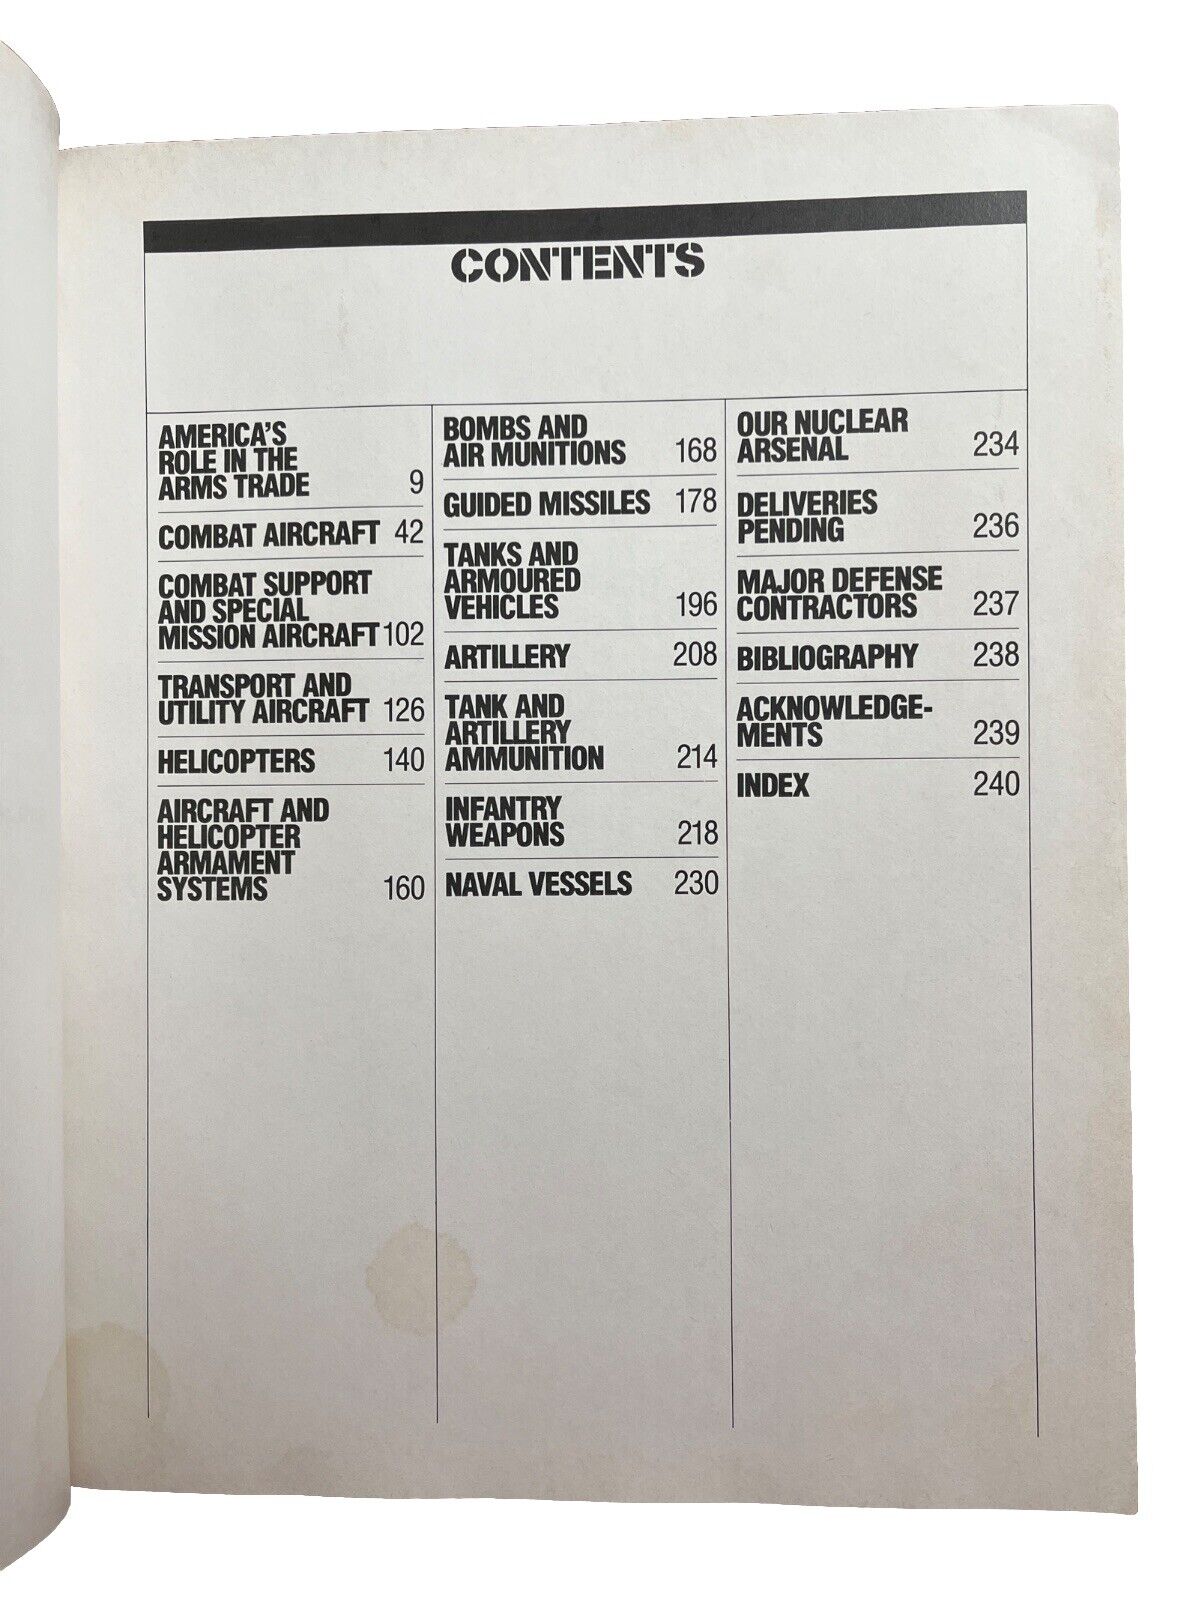 CONTENTS
AMERICA'S
ROLE IN THE
ARMS TRADE 9
COMBAT AIRCRAFT 42
COMBAT SUPPORT
AND SPECIAL
MISSION AIRCRAFT 102
TRANSPORT AND
UTILITY AIRCRAFT 126
HELICOPTERS 140
AIRCRAFT AND
HELICOPTER
ARMAMENT
SYSTEMS 160
BOMBS AND
AIR MUNITIONS 168
GUIDED MISSILES 178
TANKS AND
ARMOURED
VEHICLES 196
ARTILLERY 208
TANK AND
ARTILLERY
AMMUNITION 214
INFANTRY
WEAPONS 218
NAVAL VESSELS 230
OUR NUCLEAR
ARSENAL 234
DELIVERIES
PENDING 236
MAJOR DEFENSE
CONTRACTORS 237
BIBLIOGRAPHY 238
ACKNOWLEDGE-
MENTS 239
INDEX 240